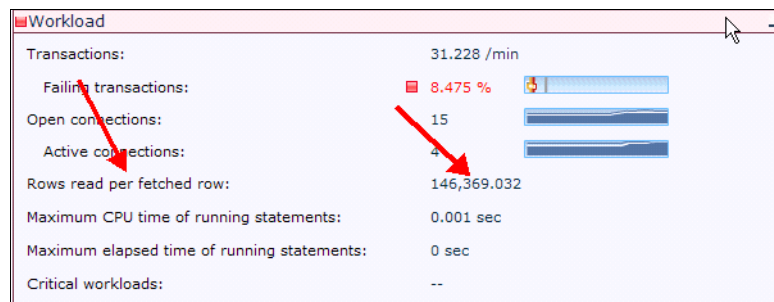 Workload
Transactions: 31.228 /min
Failing transactions: 8.475 %
Open connections: 15
Active connections: 4
Rows read per fetched row: 146,369.032
Maximum CPU time of running statements: 0.001 sec
Maximum elapsed time of running statements: 0 sec
Critical workloads: --